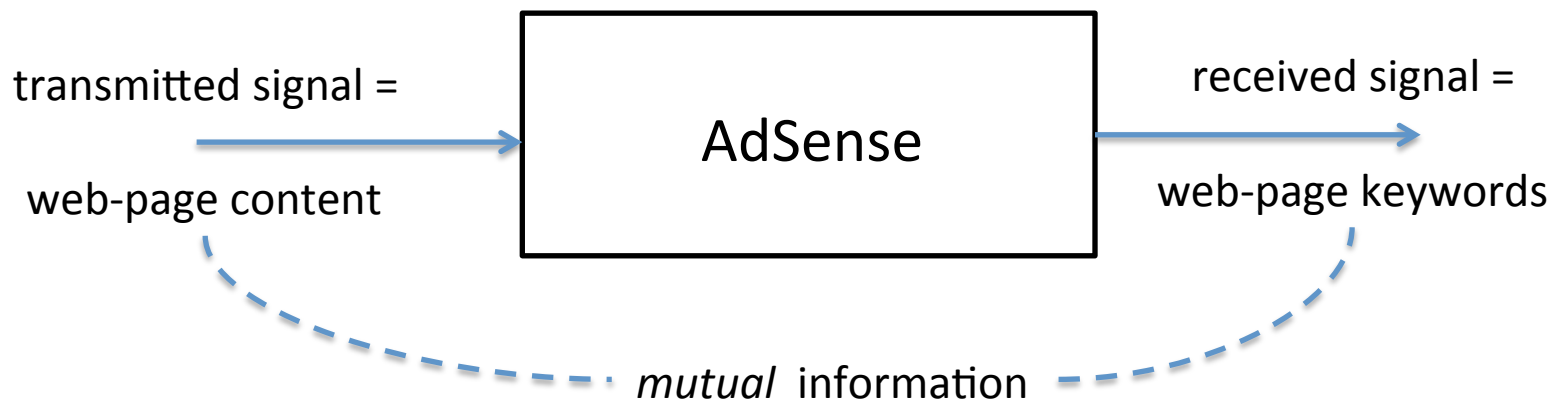 transmitted signal =
web-page content
AdSense
received signal =
web-page keywords
mutual information